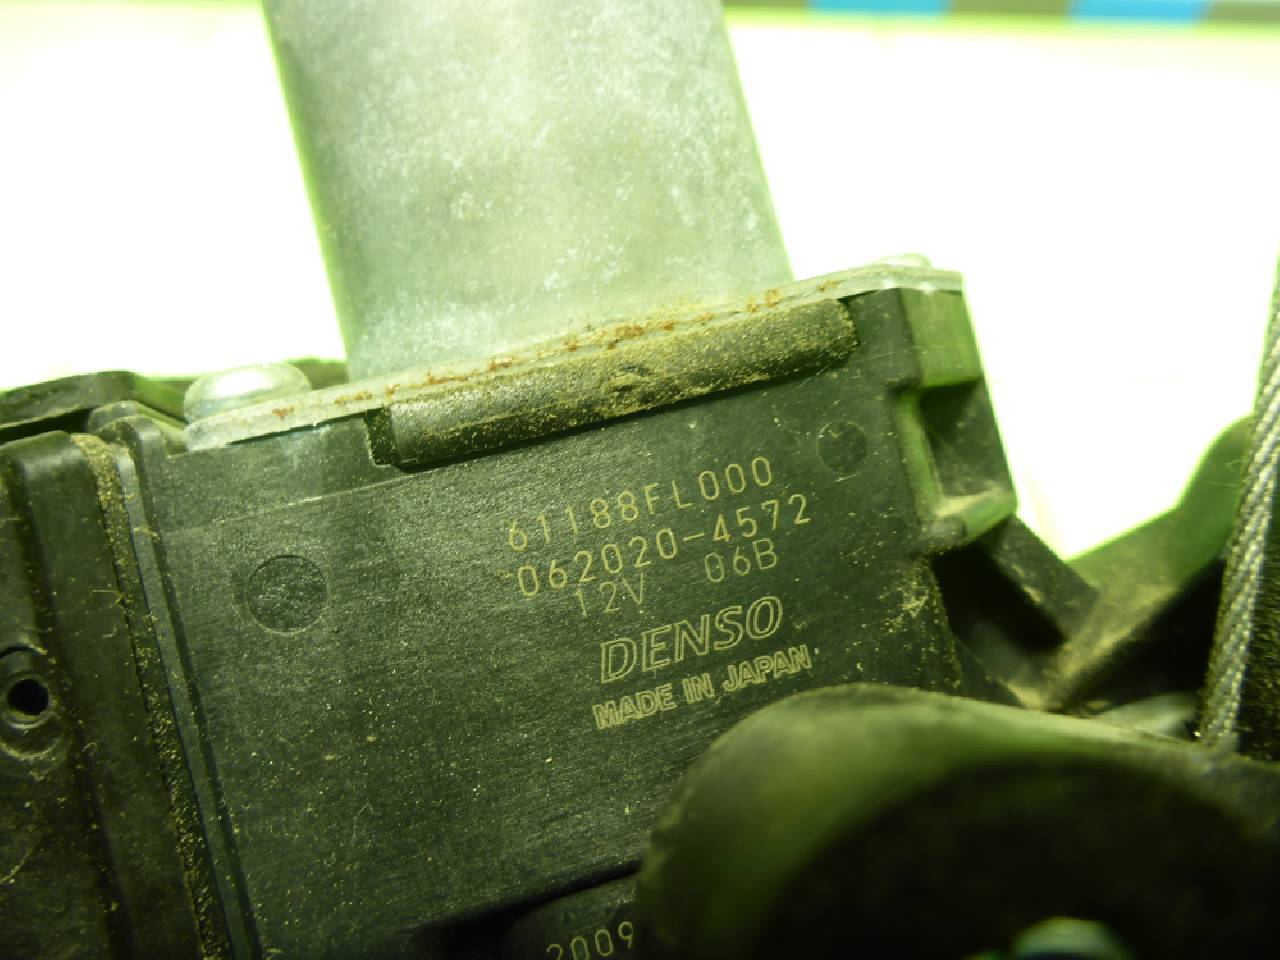 61188FL000
062020-4572
12V 06B
DENSO
MADE IN JAPAN
2009